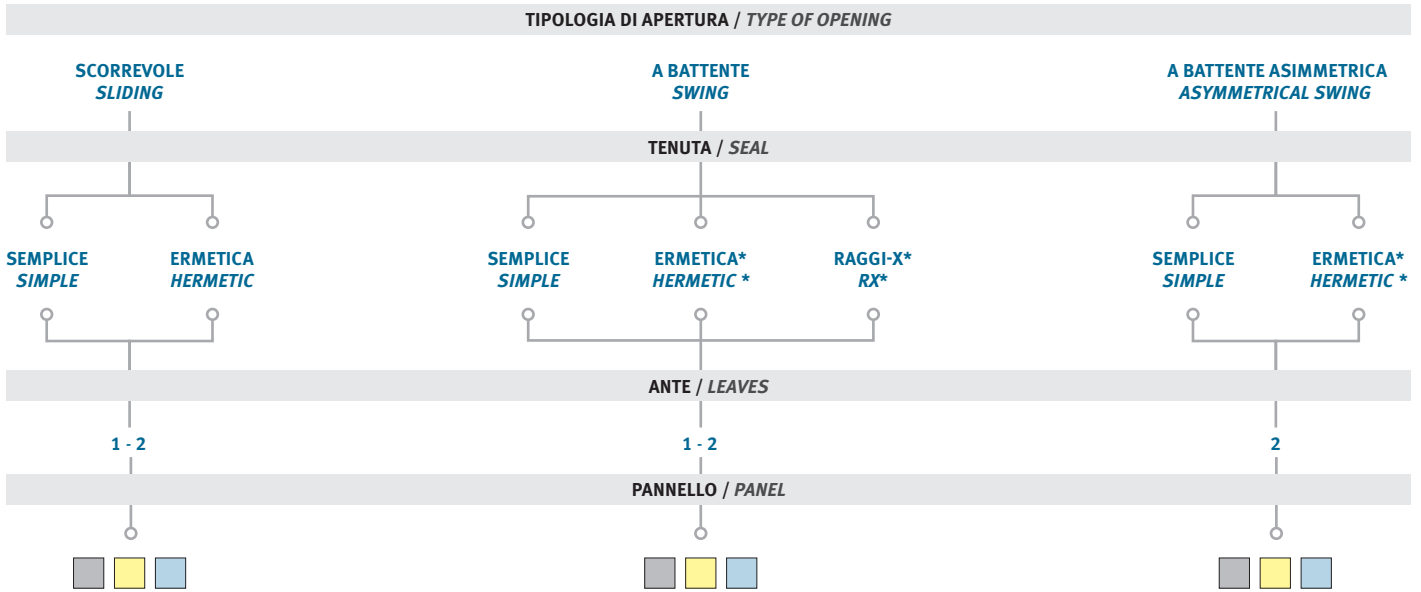 TIPOLOGIA DI APERTURA / TYPE OF OPENING
SCORREVOLE
SLIDING
A BATTENTE
SWING
A BATTENTE ASIMMETRICA
ASYMMETRICAL SWING
TENUTA / SEAL
SEMPLICE
SIMPLE
ERMETICA
HERMETIC
SEMPLICE
SIMPLE
ERMETICA*
HERMETIC *
RAGGI-X*
RX*
SEMPLICE
SIMPLE
ERMETICA*
HERMETIC *
ANTE / LEAVES
1 - 2
1 - 2
2
PANNELLO / PANEL